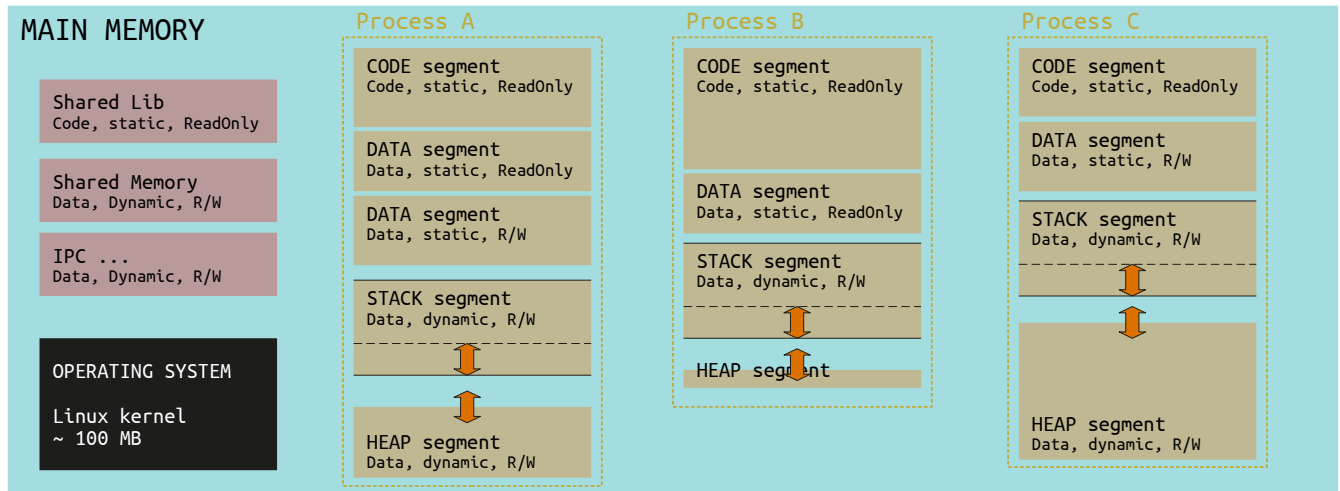 MAIN MEMORY
Shared Lib
Code, static, ReadOnly
Shared Memory
Data, Dynamic, R/W
IPC ...
Data, Dynamic, R/W
OPERATING SYSTEM
Linux kernel
~ 100 MB
Process A
CODE segment
Code, static, ReadOnly
DATA segment
Data, static, ReadOnly
DATA segment
Data, static, R/W
STACK segment
Data, dynamic, R/W
HEAP segment
Data, dynamic, R/W
Process B
CODE segment
Code, static, ReadOnly
DATA segment
Data, static, ReadOnly
STACK segment
Data, dynamic, R/W
HEAP segment
Process C
CODE segment
Code, static, ReadOnly
DATA segment
Data, static, R/W
STACK segment
Data, dynamic, R/W
HEAP segment
Data, dynamic, R/W